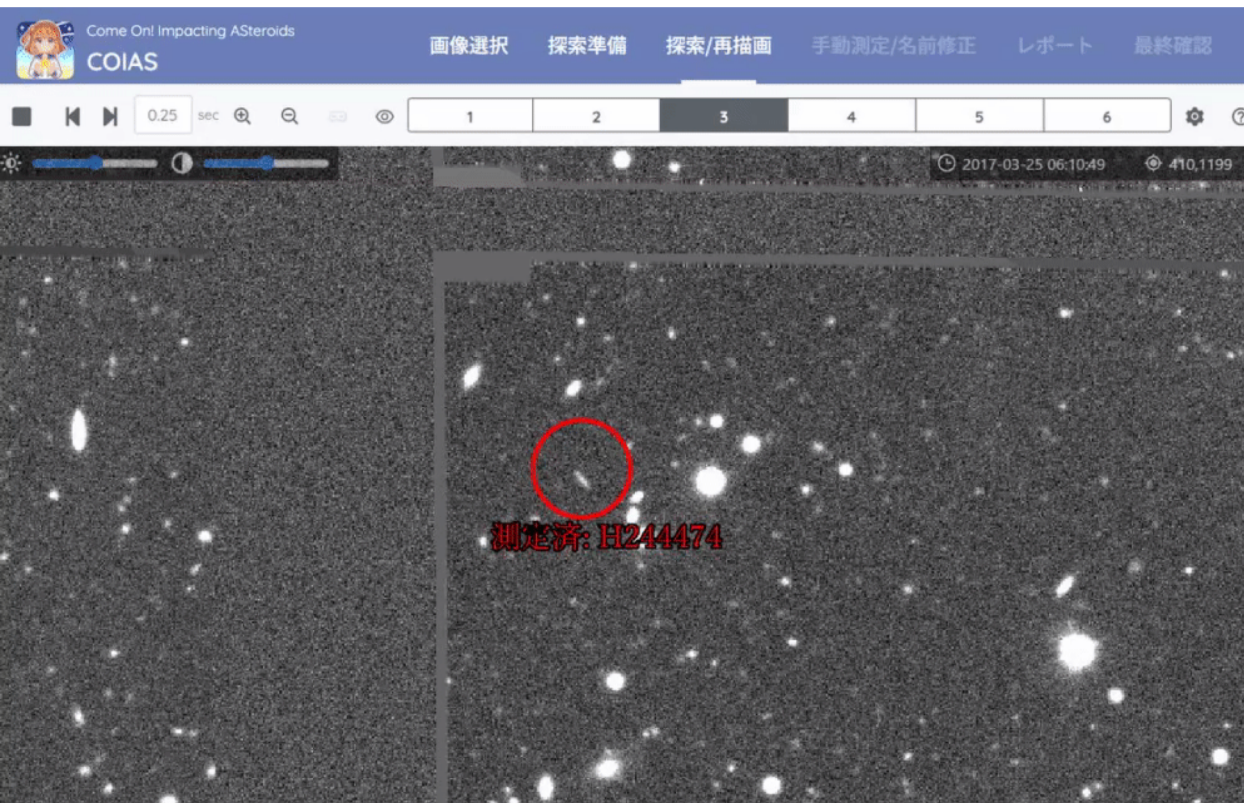 Come On! Impacting ASteroids
COIAS
画像選択 探索準備 探索/再描画 手動測定/名前修正 レポート 最終確認
0.25 sec 1 2 3 4 5 6
2017-03-25 06:10:49 410,1199
測定済: H244474